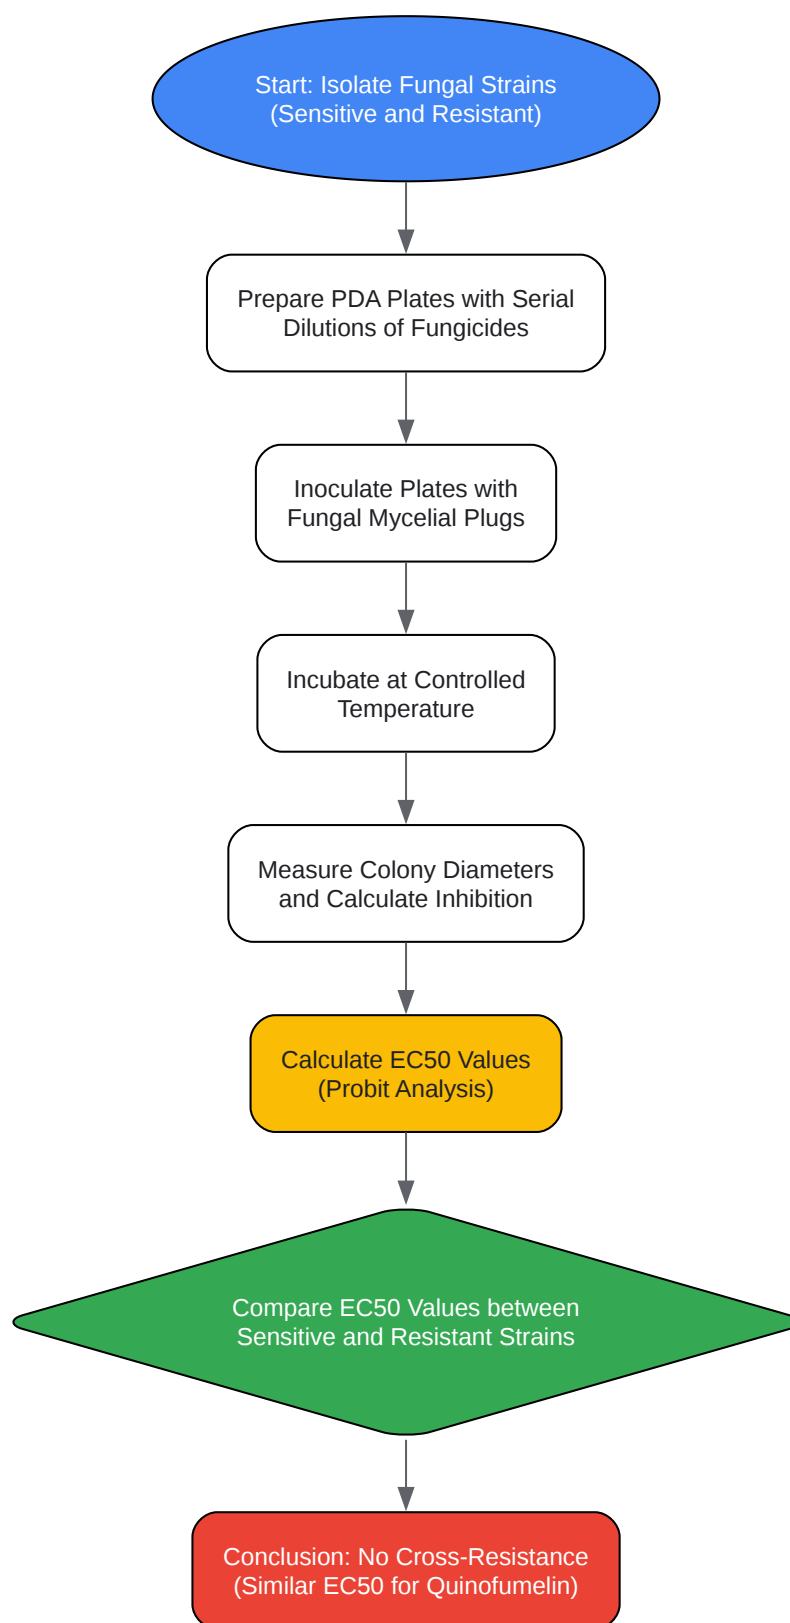 Start: Isolate Fungal Strains
(Sensitive and Resistant)
Prepare PDA Plates with Serial
Dilutions of Fungicides
Inoculate Plates with
Fungal Mycelial Plugs
Incubate at Controlled
Temperature
Measure Colony Diameters
and Calculate Inhibition
Calculate EC50 Values
(Probit Analysis)
Compare EC50 Values between
Sensitive and Resistant Strains
Conclusion: No Cross-Resistance
(Similar EC50 for Quinofumelin)